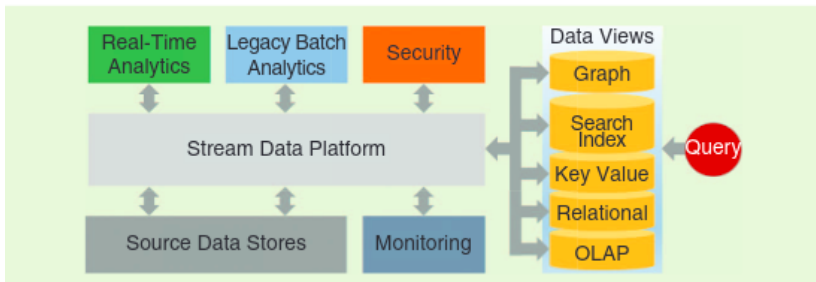 Real-Time
Analytics
Legacy Batch
Analytics
Security
Data Views
Graph
Search
Index
Key Value
Relational
OLAP
Query
Stream Data Platform
Source Data Stores
Monitoring